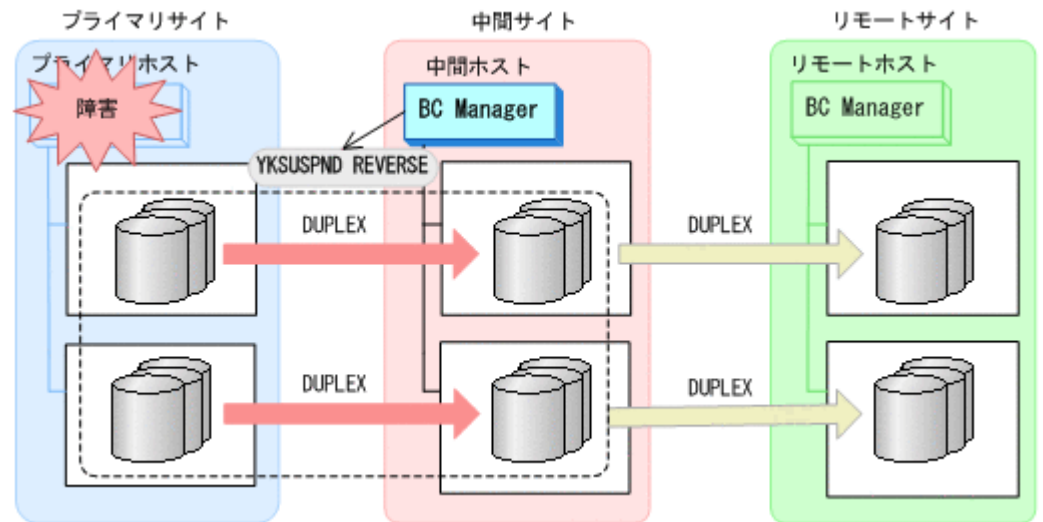 プライマリサイト
中間サイト
リモートサイト
プライマリホスト
中間ホスト
リモートホスト
障害
BC Manager
BC Manager
YKSUSPND REVERSE
DUPLEX
DUPLEX
DUPLEX
DUPLEX